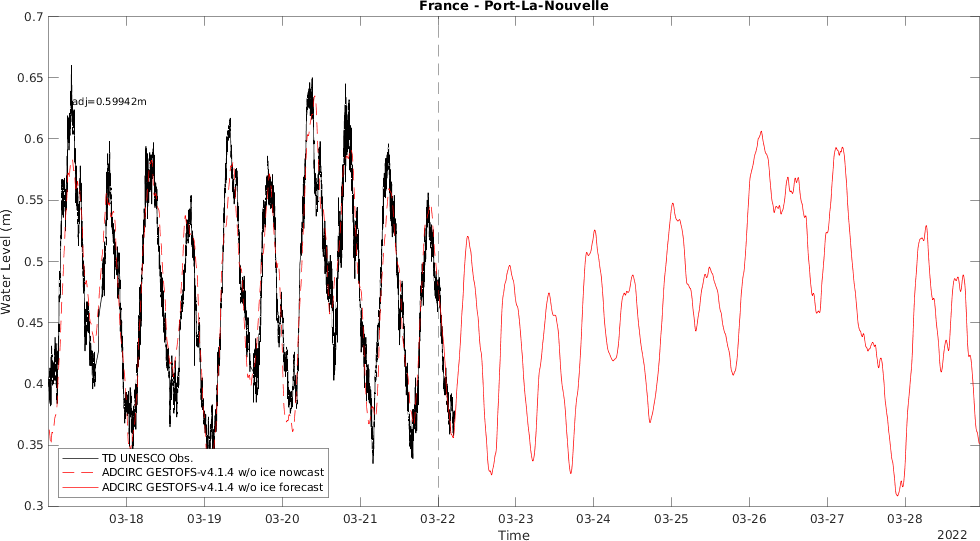 France - Port-La-Nouvelle
0.7
0.65
adj=0.59942m
0.6
0.55
0.5
Water Level (m)
0.45
0.4
0.35
TD UNESCO Obs.
ADCIRC GESTOFS-v4.1.4 w/o ice nowcast
ADCIRC GESTOFS-v4.1.4 w/o ice forecast
0.3
03-18 03-19 03-20 03-21 03-22 03-23 03-24 03-25 03-26 03-27 03-28
Time
2022